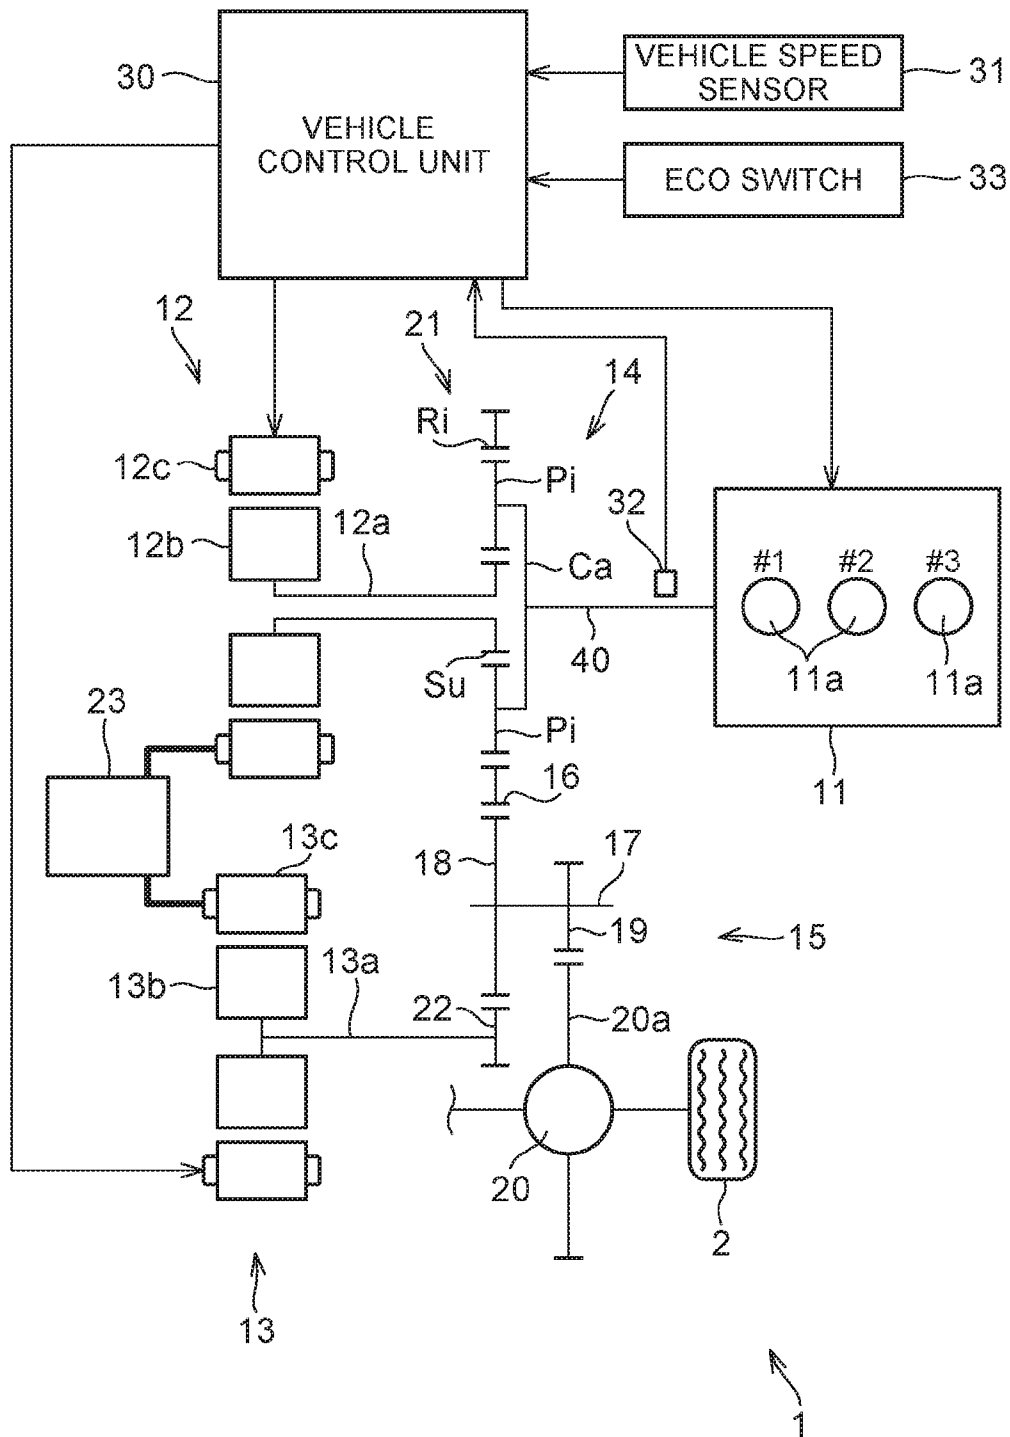 30
VEHICLE
CONTROL UNIT
VEHICLE SPEED
SENSOR
31
ECO SWITCH
33
12
21
14
Ri
12c
Pi
32
12b
12a
Ca
#1
#2
#3
40
Su
11a
11a
23
Pi
16
11
13c
18
17
19
15
13b
13a
22
20a
20
2
13
1